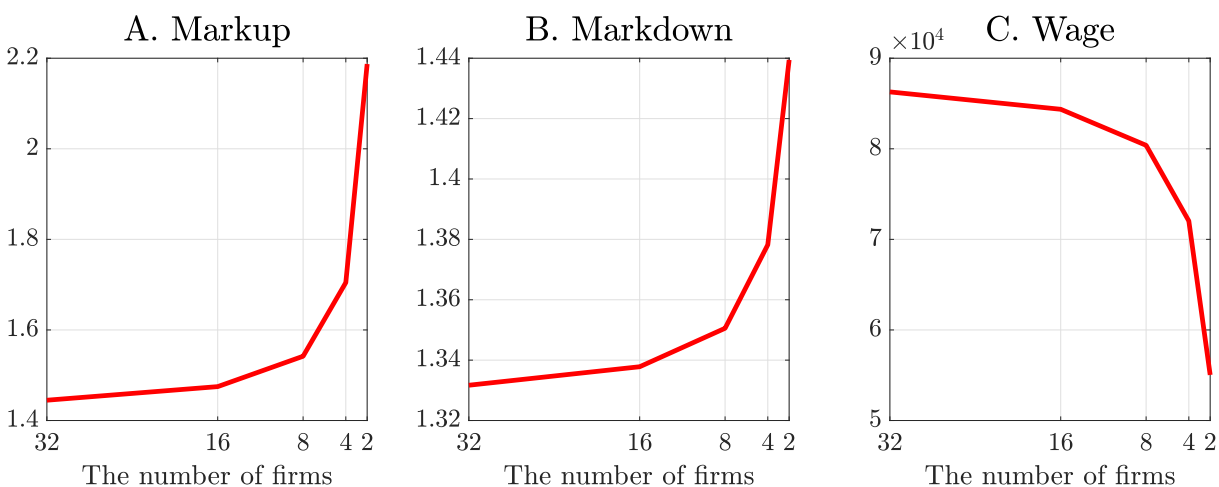 A. Markup
2.2
2
1.8
1.6
1.4
32 16 8 4 2
The number of firms
B. Markdown
1.44
1.42
1.4
1.38
1.36
1.34
1.32
32 16 8 4 2
The number of firms
C. Wage
×10⁴
9
8
7
6
5
32 16 8 4 2
The number of firms